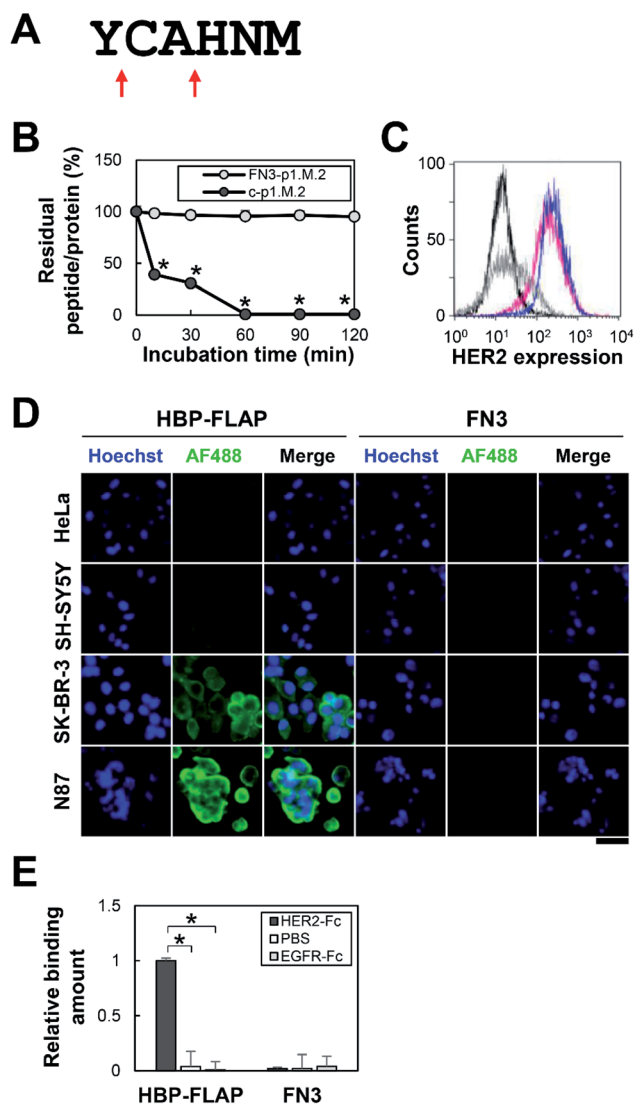 A
YCAHNM
B
Residual
peptide/protein (%)
150
100
50
0
FN3-p1.M.2
c-p1.M.2
*
*
*
*
*
0
30
60
90
120
Incubation time (min)
C
Counts
100
50
0
10⁰
10¹
10²
10³
10⁴
HER2 expression
D
HBP-FLAP
FN3
Hoechst
AF488
Merge
Hoechst
AF488
Merge
HeLa
SH-SY5Y
SK-BR-3
N87
E
Relative binding
amount
1.5
1
0.5
0
*
*
HER2-Fc
PBS
EGFR-Fc
HBP-FLAP
FN3